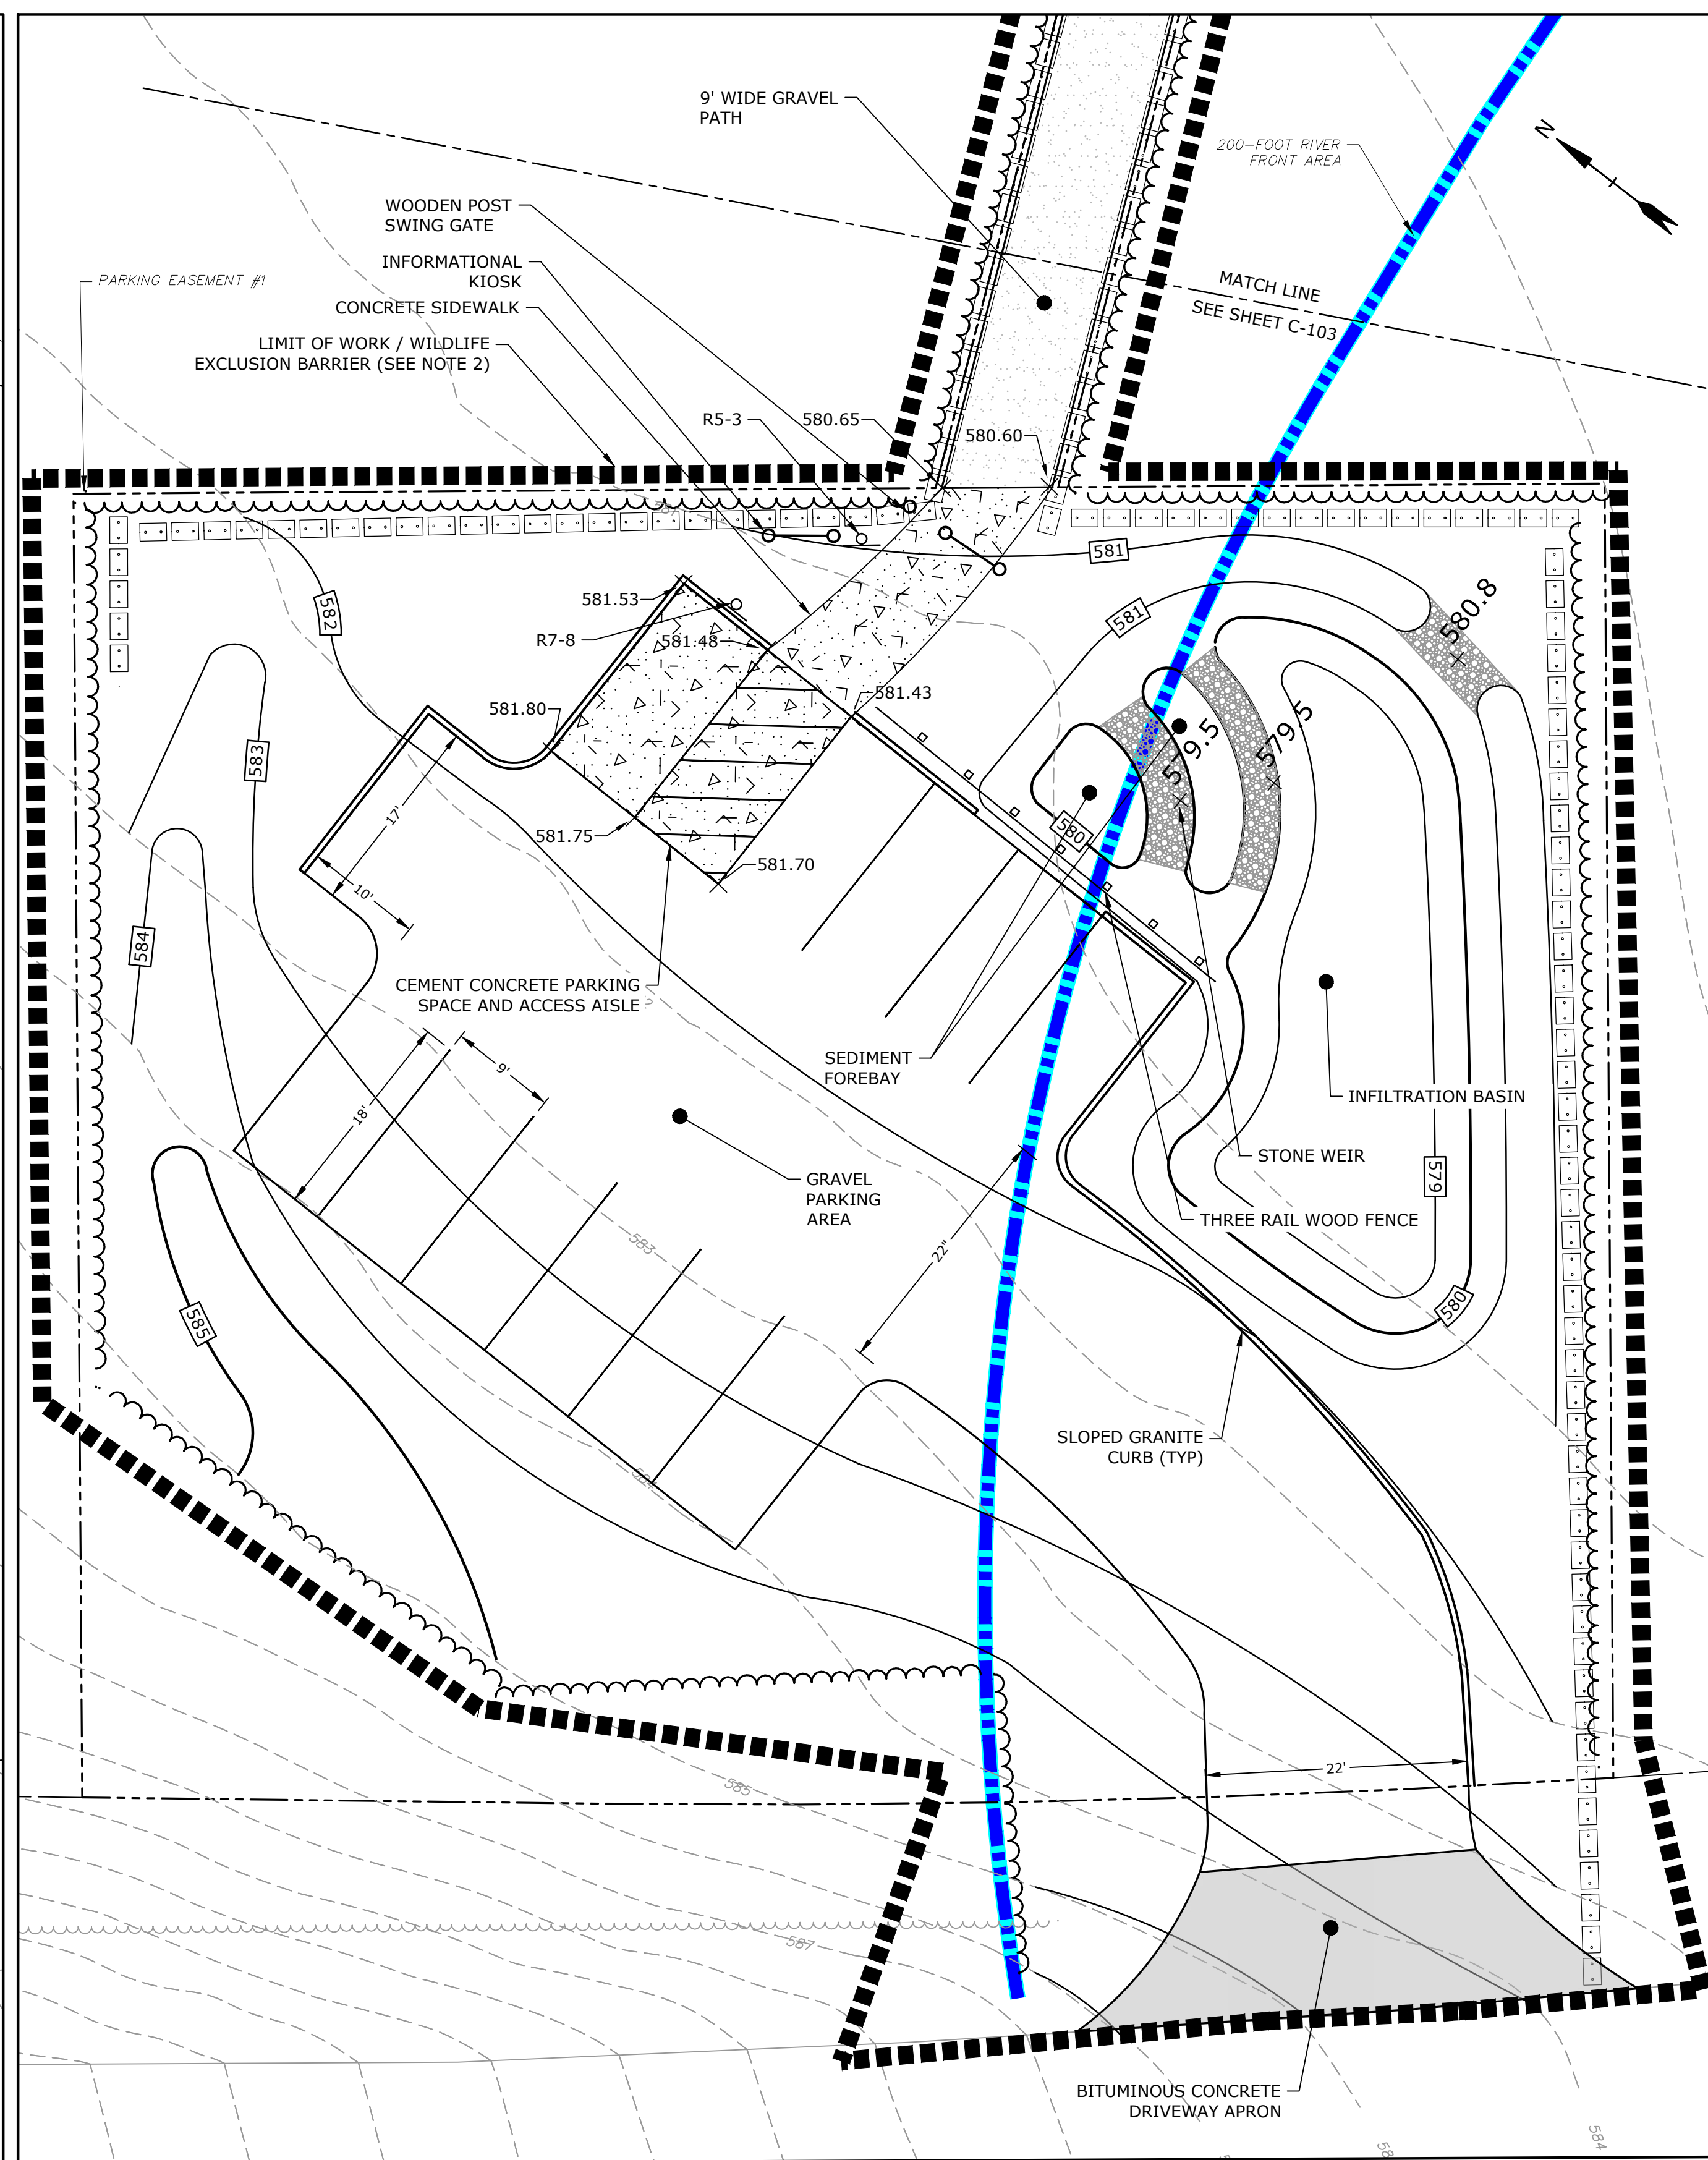 9' WIDE GRAVEL
PATH
200-FOOT RIVER
FRONT AREA
N
WOODEN POST
SWING GATE
INFORMATIONAL
KIOSK
PARKING EASEMENT #1
CONCRETE SIDEWALK
MATCH LINE
SEE SHEET C-103
LIMIT OF WORK / WILDLIFE
EXCLUSION BARRIER (SEE NOTE 2)
R5-3
580.65
580.60
581
582
581.53
581
580.8
R7-8
581.48
581.43
581.80
583
579.5
579.5
17'
580
581.75
581.70
10'
584
CEMENT CONCRETE PARKING
SPACE AND ACCESS AISLE
SEDIMENT
FOREBAY
9'
18'
INFILTRATION BASIN
STONE WEIR
579
GRAVEL
PARKING
AREA
THREE RAIL WOOD FENCE
583
22"
585
580
SLOPED GRANITE
CURB (TYP)
584
22'
585
587
BITUMINOUS CONCRETE
DRIVEWAY APRON
584